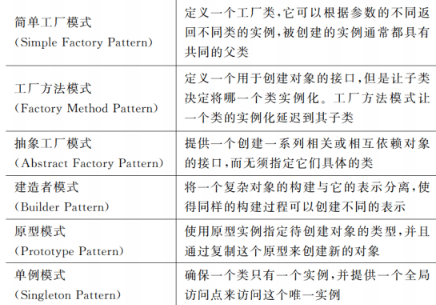 简单工厂模式
(Simple Factory Pattern)
定义一个工厂类,它可以根据参数的不同返
回不同类的实例,被创建的实例通常都具有
共同的父类
工厂方法模式
(Factory Method Pattern)
定义一个用于创建对象的接口,但是让子类
决定将哪一个类实例化。工厂方法模式让
一个类的实例化延迟到其子类
抽象工厂模式
(Abstract Factory Pattern)
提供一个创建一系列相关或相互依赖对象
的接口,而无须指定它们具体的类
建造者模式
(Builder Pattern)
将一个复杂对象的构建与它的表示分离,使
得同样的构建过程可以创建不同的表示
原型模式
(Prototype Pattern)
使用原型实例指定待创建对象的类型,并且
通过复制这个原型来创建新的对象
单例模式
(Singleton Pattern)
确保一个类只有一个实例,并提供一个全局
访问点来访问这个唯一实例